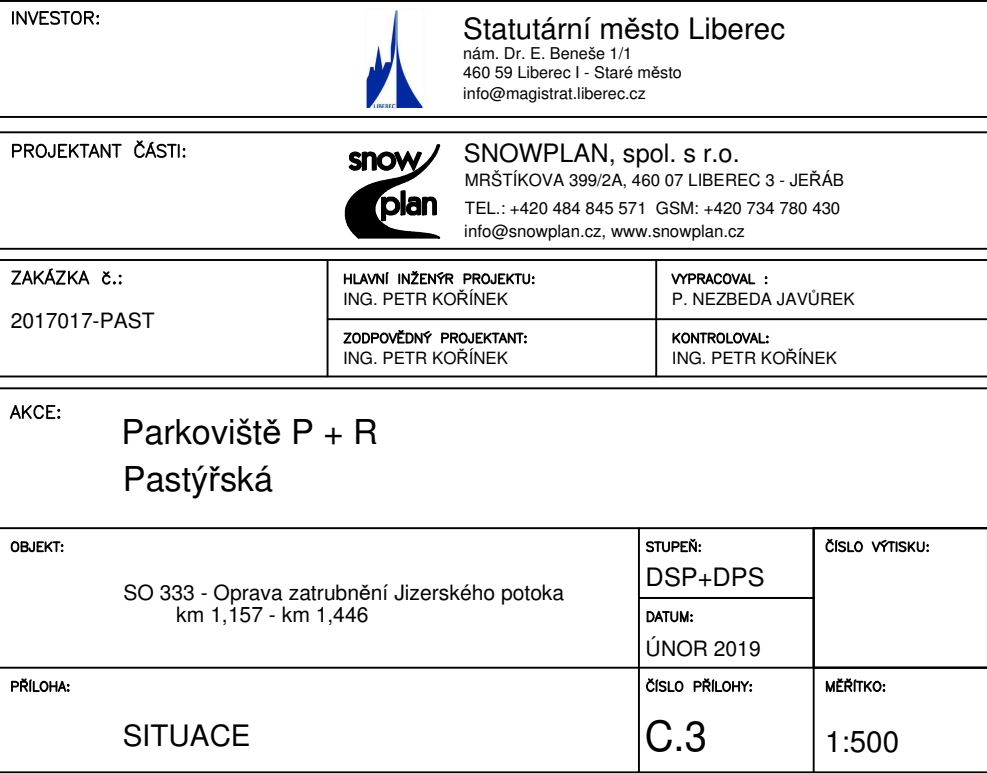 INVESTOR:
LIBEREC
Statutární město Liberec
nám. Dr. E. Beneše 1/1
460 59 Liberec I - Staré město
info@magistrat.liberec.cz
PROJEKTANT ČÁSTI:
snow
plan
SNOWPLAN, spol. s r.o.
MRŠTÍKOVA 399/2A, 460 07 LIBEREC 3 - JEŘÁB
TEL.: +420 484 845 571 GSM: +420 734 780 430
info@snowplan.cz, www.snowplan.cz
ZAKÁZKA č.:
2017017-PAST
HLAVNÍ INŽENÝR PROJEKTU:
ING. PETR KOŘÍNEK
VYPRACOVAL :
P. NEZBEDA JAVŮREK
ZODPOVĚDNÝ PROJEKTANT:
ING. PETR KOŘÍNEK
KONTROLOVAL:
ING. PETR KOŘÍNEK
AKCE:
Parkoviště P + R
Pastýřská
OBJEKT:
SO 333 - Oprava zatrubnění Jizerského potoka
km 1,157 - km 1,446
STUPEŇ:
DSP+DPS
DATUM:
ÚNOR 2019
ČÍSLO VÝTISKU:
PŘÍLOHA:
SITUACE
ČÍSLO PŘÍLOHY:
C.3
MĚŘÍTKO:
1:500